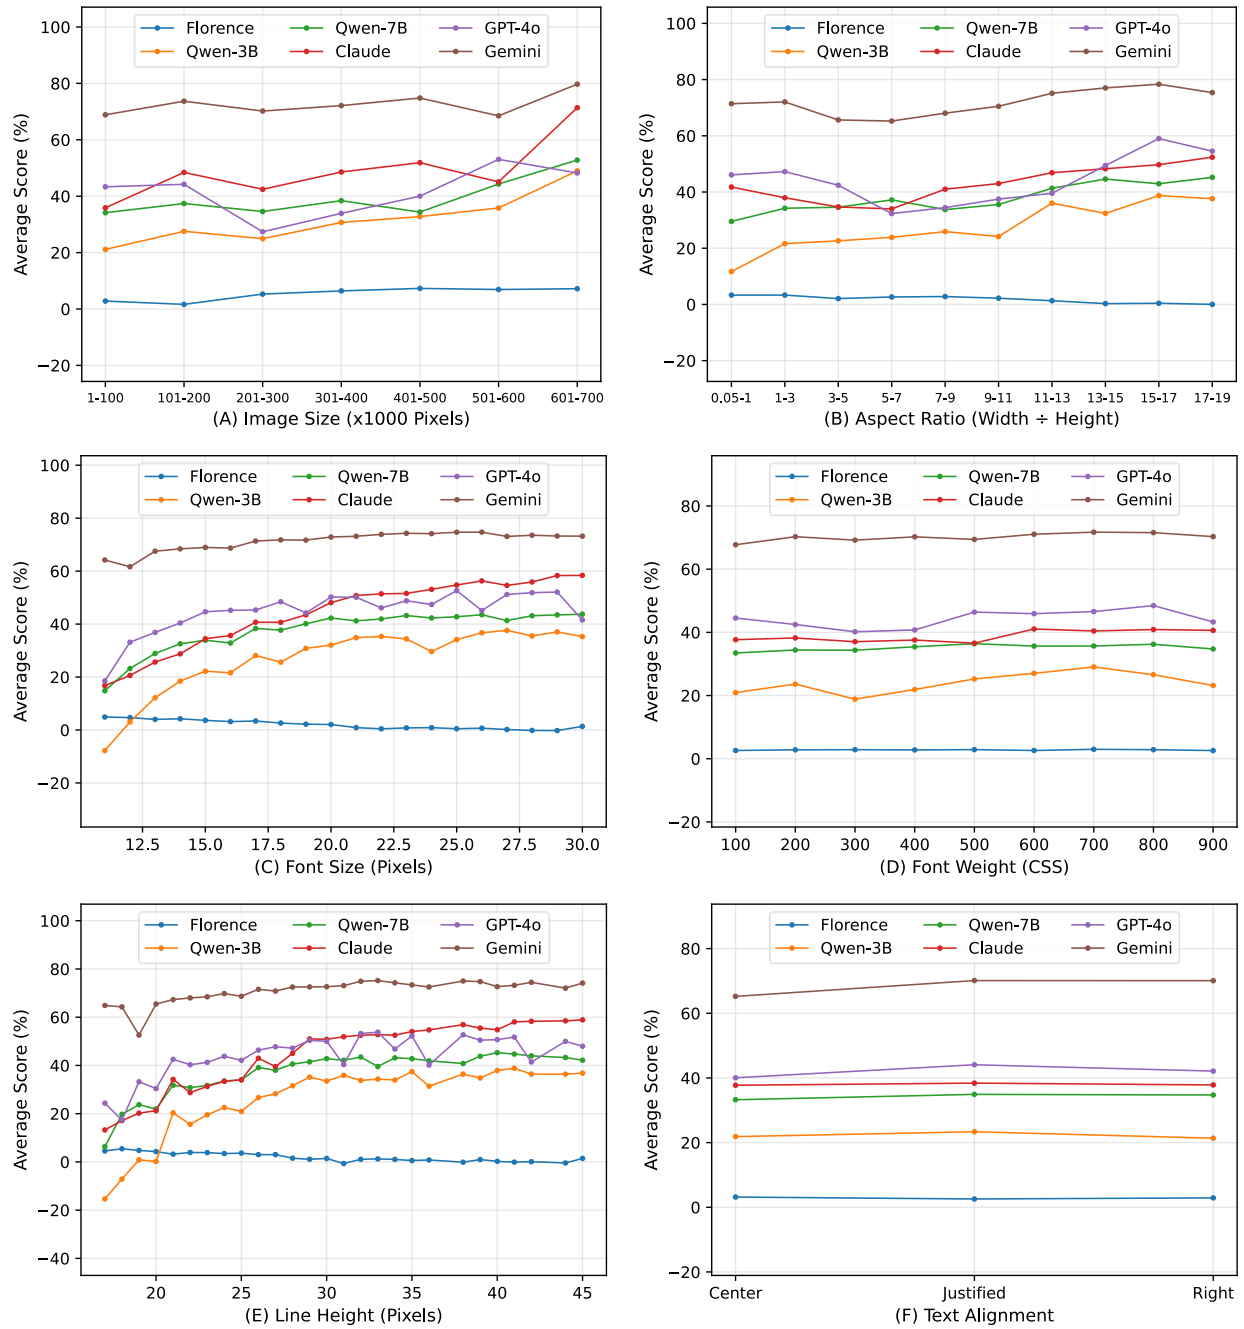 Florence Qwen-7B GPT-4o
Qwen-3B Claude Gemini
100
80
60
40
20
0
−20
Average Score (%)
1-100 101-200 201-300 301-400 401-500 501-600 601-700
(A) Image Size (x1000 Pixels)
Florence Qwen-7B GPT-4o
Qwen-3B Claude Gemini
100
80
60
40
20
0
−20
Average Score (%)
0.05-1 1-3 3-5 5-7 7-9 9-11 11-13 13-15 15-17 17-19
(B) Aspect Ratio (Width ÷ Height)
Florence Qwen-7B GPT-4o
Qwen-3B Claude Gemini
100
80
60
40
20
0
−20
Average Score (%)
12.5 15.0 17.5 20.0 22.5 25.0 27.5 30.0
(C) Font Size (Pixels)
Florence Qwen-7B GPT-4o
Qwen-3B Claude Gemini
80
60
40
20
0
−20
Average Score (%)
100 200 300 400 500 600 700 800 900
(D) Font Weight (CSS)
Florence Qwen-7B GPT-4o
Qwen-3B Claude Gemini
100
80
60
40
20
0
−20
−40
Average Score (%)
20 25 30 35 40 45
(E) Line Height (Pixels)
Florence Qwen-7B GPT-4o
Qwen-3B Claude Gemini
80
60
40
20
0
−20
Average Score (%)
Center Justified Right
(F) Text Alignment